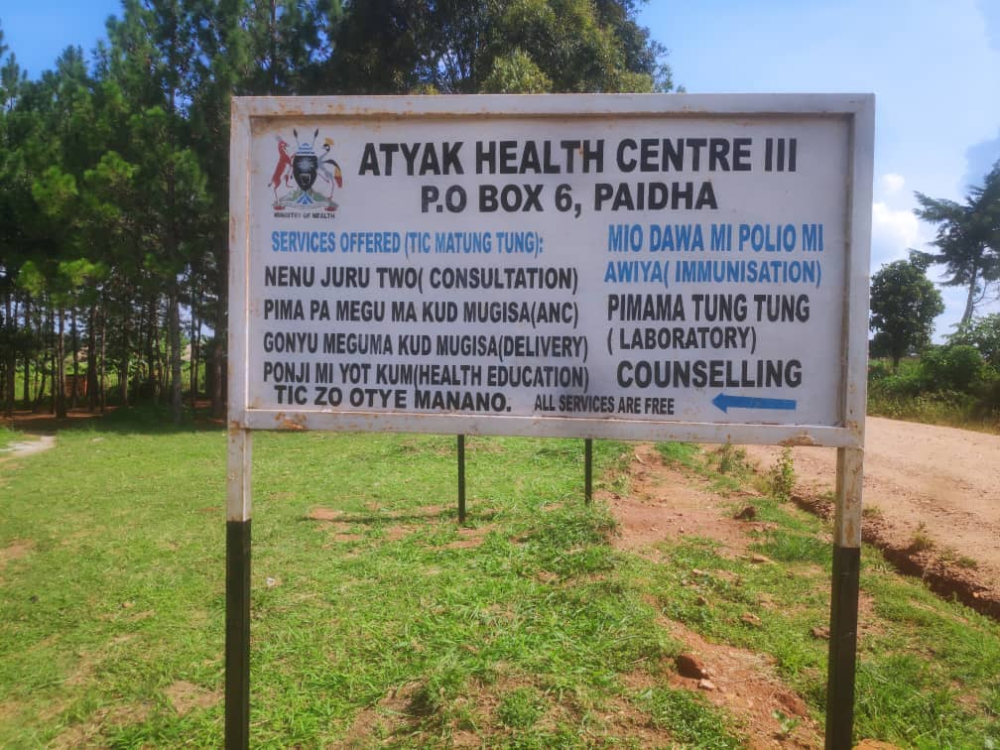 ATYAK HEALTH CENTRE III
P.O BOX 6, PAIDHA
MINISTRY OF HEALTH
SERVICES OFFERED (TIC MATUNG TUNG):
NENU JURU TWO( CONSULTATION)
PIMA PA MEGU MA KUD MUGISA(ANC)
GONYU MEGUMA KUD MUGISA(DELIVERY)
PONJI MI YOT KUM(HEALTH EDUCATION)
MIO DAWA MI POLIO MI
AWIYA( IMMUNISATION)
PIMAMA TUNG TUNG
( LABORATORY)
COUNSELLING
TIC ZO OTYE MANANO. ALL SERVICES ARE FREE